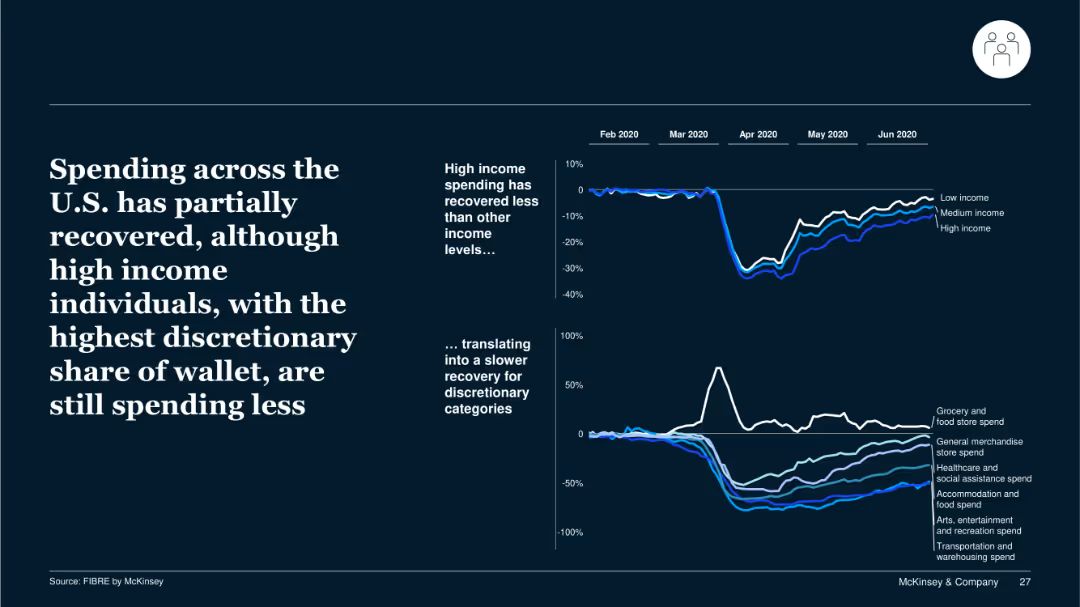 Spending across the
U.S. has partially
recovered, although
high income
individuals, with the
highest discretionary
share of wallet, are
still spending less
Feb 2020
Mar 2020
Apr 2020
May 2020
Jun 2020
High income
spending has
recovered less
than other
income
levels…
10%
0
-10%
-20%
-30%
-40%
Low income
Medium income
High income
… translating
into a slower
recovery for
discretionary
categories
100%
50%
0
-50%
-100%
Grocery and
food store spend
General merchandise
store spend
Healthcare and
social assistance spend
Accommodation and
food spend
Arts, entertainment
and recreation spend
Transportation and
warehousing spend
Source: FIBRE by McKinsey
McKinsey & Company 27